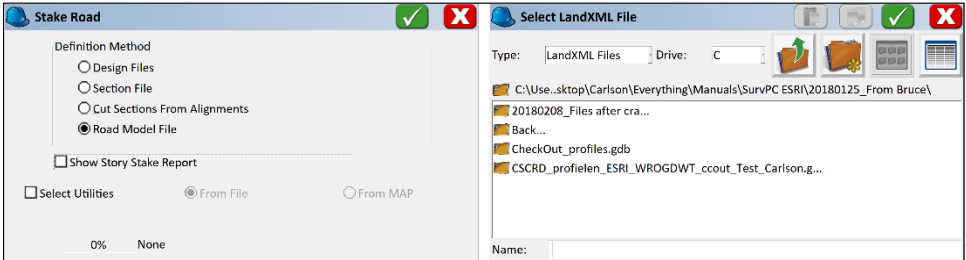 Stake Road
Definition Method
Design Files
Section File
Cut Sections From Alignments
Road Model File
Show Story Stake Report
Select Utilities From File From MAP
0% None
Select LandXML File
Type: LandXML Files Drive: C
C:\Use..sktop\Carlson\Everything\Manuals\SurvPC ESRI\20180125_From Bruce\
20180208_Files after cra...
Back...
CheckOut_profiles.gdb
CSCRD_profielen_ESRI_WROGDWT_ccout_Test_Carlson.g...
Name: